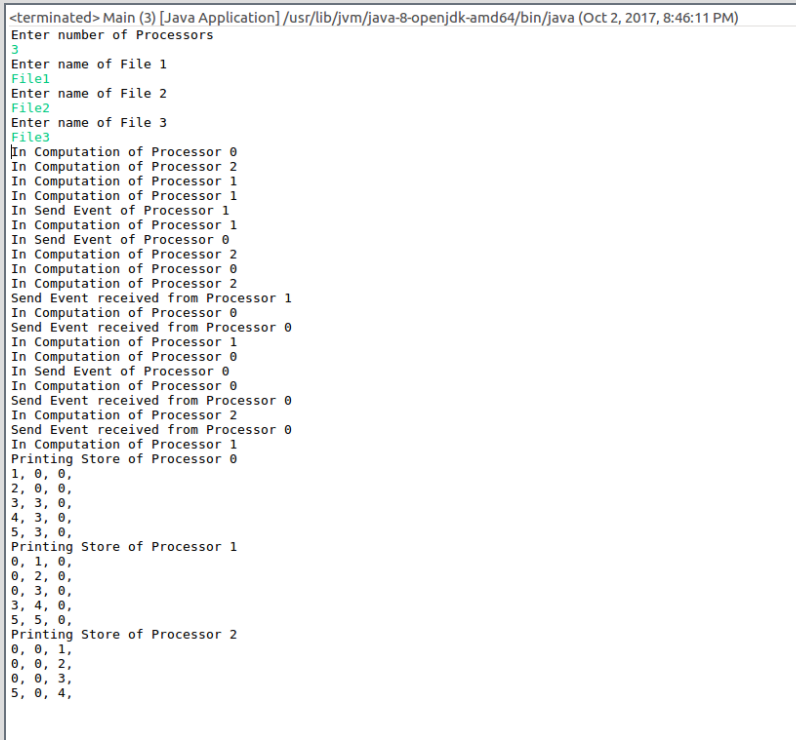 <terminated> Main (3) [Java Application] /usr/lib/jvm/java-8-openjdk-amd64/bin/java (Oct 2, 2017, 8:46:11 PM)
Enter number of Processors
3
Enter name of File 1
File1
Enter name of File 2
File2
Enter name of File 3
File3
In Computation of Processor 0
In Computation of Processor 2
In Computation of Processor 1
In Computation of Processor 1
In Send Event of Processor 1
In Computation of Processor 1
In Send Event of Processor 0
In Computation of Processor 2
In Computation of Processor 0
In Computation of Processor 2
Send Event received from Processor 1
In Computation of Processor 0
Send Event received from Processor 0
In Computation of Processor 1
In Computation of Processor 0
In Send Event of Processor 0
In Computation of Processor 0
Send Event received from Processor 0
In Computation of Processor 2
Send Event received from Processor 0
In Computation of Processor 1
Printing Store of Processor 0
1, 0, 0,
2, 0, 0,
3, 3, 0,
4, 3, 0,
5, 3, 0,
Printing Store of Processor 1
0, 1, 0,
0, 2, 0,
0, 3, 0,
3, 4, 0,
5, 5, 0,
Printing Store of Processor 2
0, 0, 1,
0, 0, 2,
0, 0, 3,
5, 0, 4,